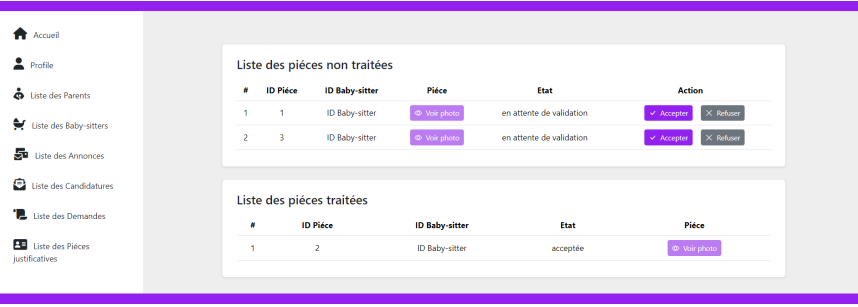 Accueil
Profile
Liste des Parents
Liste des Baby-sitters
Liste des Annonces
Liste des Candidatures
Liste des Demandes
Liste des Piéces
justificatives
Liste des piéces non traitées
# ID Piéce ID Baby-sitter Piéce Etat Action
1 1 ID Baby-sitter Voir photo en attente de validation Accepter Refuser
2 3 ID Baby-sitter Voir photo en attente de validation Accepter Refuser
Liste des piéces traitées
# ID Piéce ID Baby-sitter Etat Piéce
1 2 ID Baby-sitter acceptée Voir photo